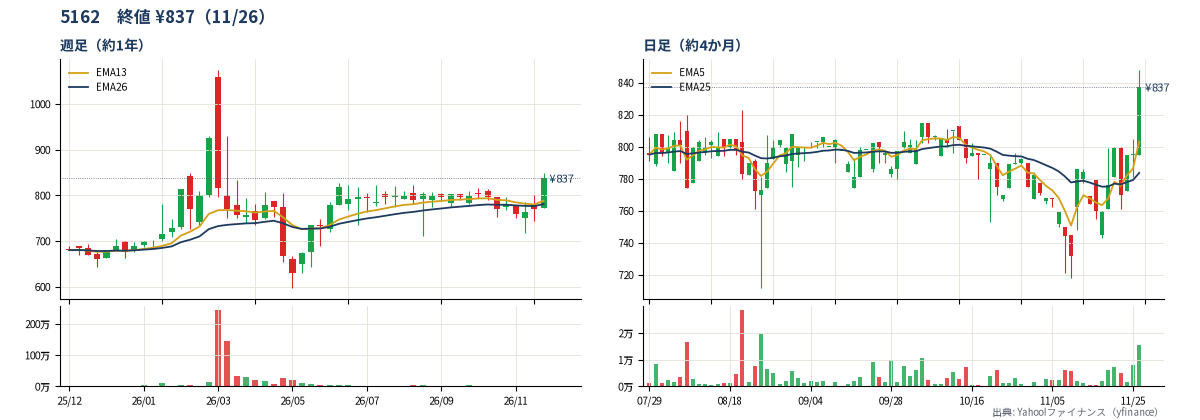 5162　終値 ¥837（11/26）
週足（約1年）
EMA13
EMA26
1000
900
800
700
600
¥837
200万
100万
0万
25/12 26/01 26/03 26/05 26/07 26/09 26/11
日足（約4か月）
EMA5
EMA25
840
820
800
780
760
740
720
¥837
2万
1万
0万
07/29 08/18 09/04 09/28 10/16 11/05 11/25
出典: Yahoo!ファイナンス（yfinance）